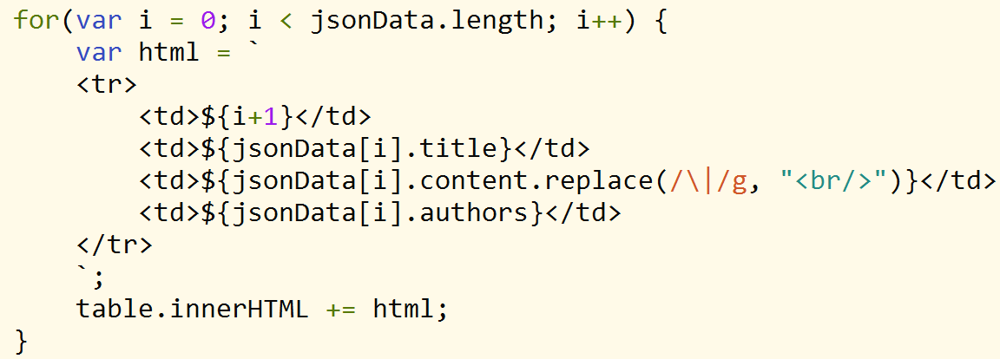 for(var i = 0; i < jsonData.length; i++) {
    var html = `
    <tr>
        <td>${i+1}</td>
        <td>${jsonData[i].title}</td>
        <td>${jsonData[i].content.replace(/\|/g, "<br/>")}</td>
        <td>${jsonData[i].authors}</td>
    </tr>
    `;
    table.innerHTML += html;
}